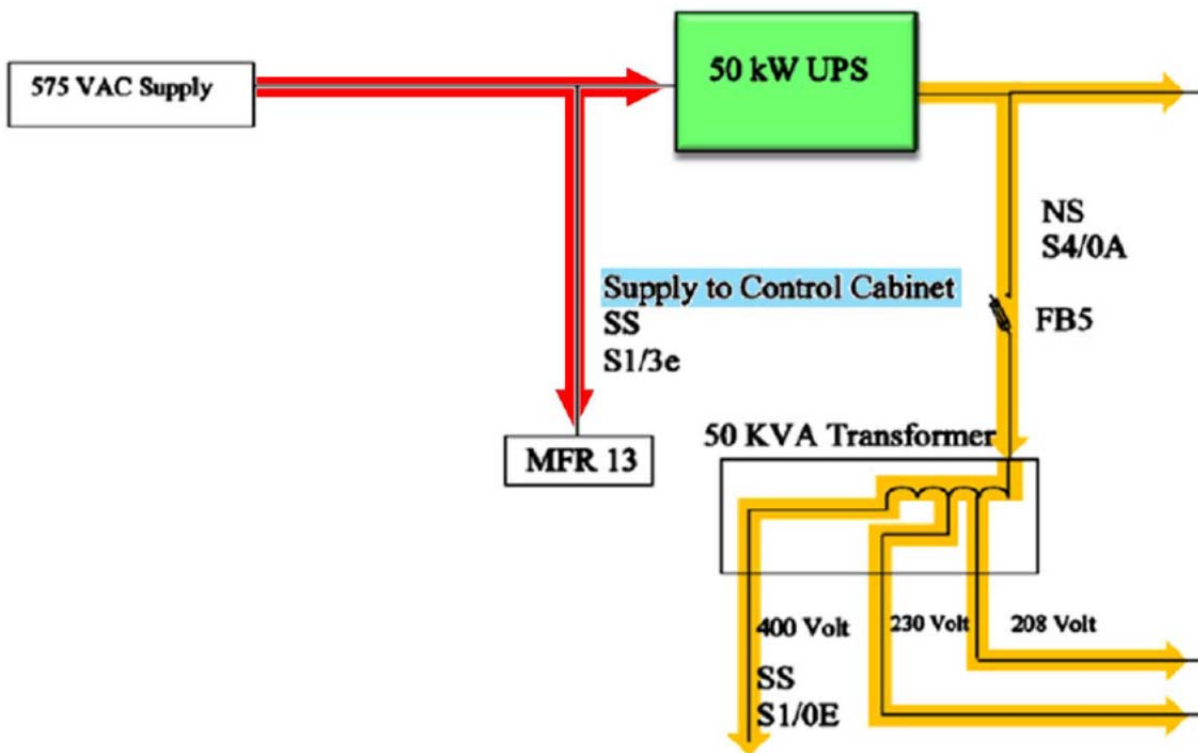 575 VAC Supply
50 kW UPS
NS
S4/0A
Supply to Control Cabinet
SS
S1/3e
FB5
MFR 13
50 KVA Transformer
400 Volt
230 Volt
208 Volt
SS
S1/0E